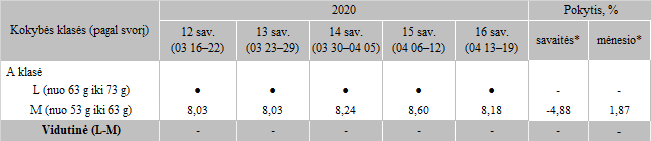 Kokybės klasės (pagal svorį) 2020 Pokytis, %
12 sav. (03 16–22) 13 sav. (03 23–29) 14 sav. (03 30–04 05) 15 sav. (04 06–12) 16 sav. (04 13–19) savaitės* mėnesio*
A klasė
L (nuo 63 g iki 73 g) ● ● ● ● ● - -
M (nuo 53 g iki 63 g) 8,03 8,03 8,24 8,60 8,18 -4,88 1,87
Vidutinė (L-M) - - - - - - -